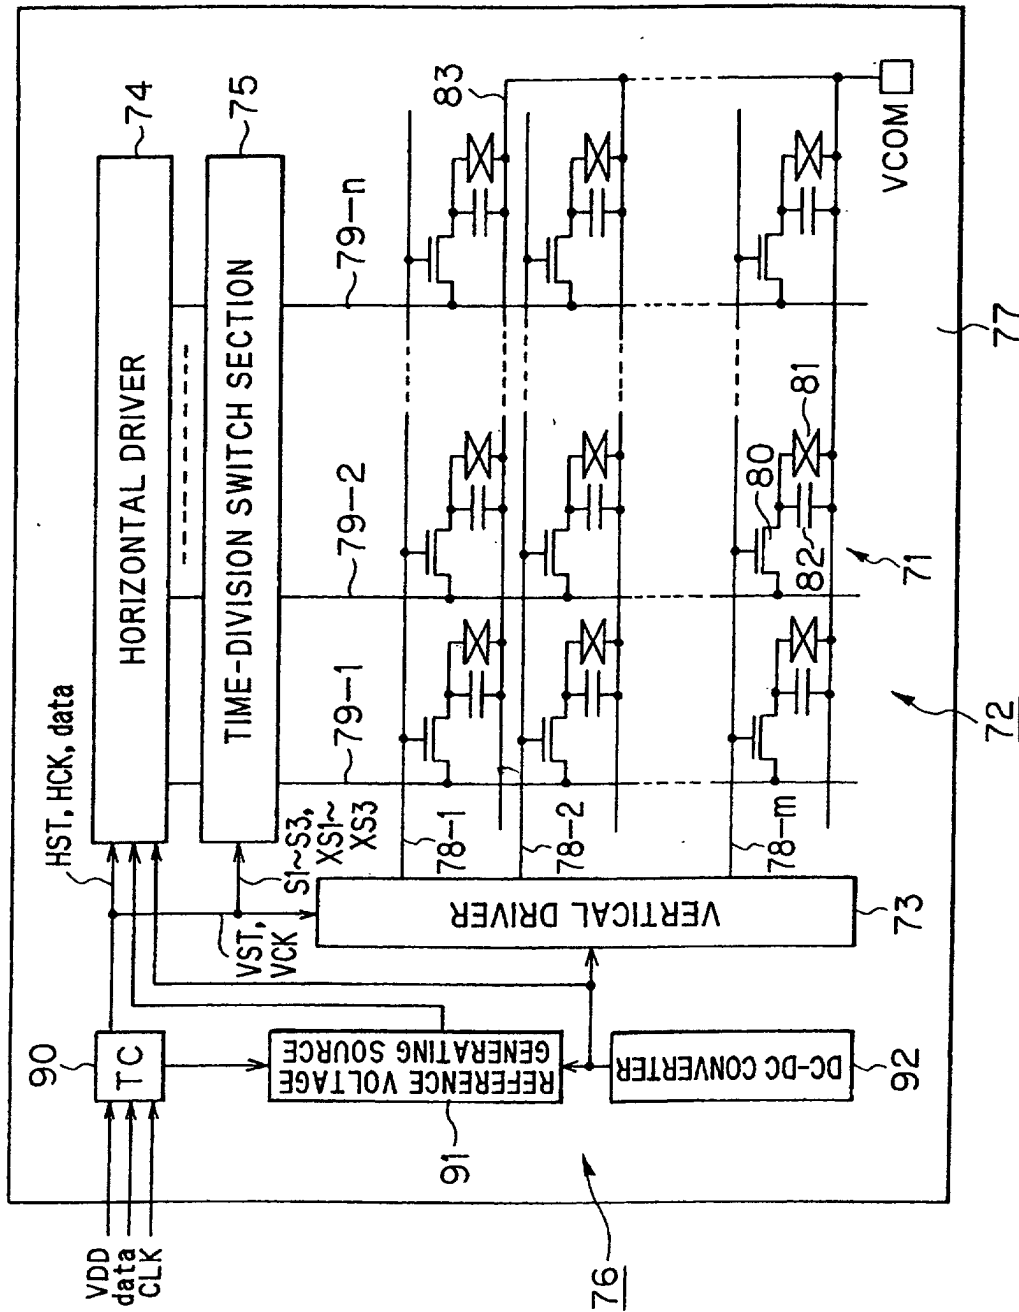 VDD
data
CLK
90
TC
HST, HCK, data
HORIZONTAL DRIVER
74
TIME-DIVISION SWITCH SECTION
75
S1~S3,
XS1~
XS3
VST,
VCK
79-1
79-2
79-n
83
REFERENCE VOLTAGE
GENERATING SOURCE
91
78-1
78-2
78-m
VERTICAL DRIVER
73
DC-DC CONVERTER
92
80
81
82
VCOM
71
72
76
77